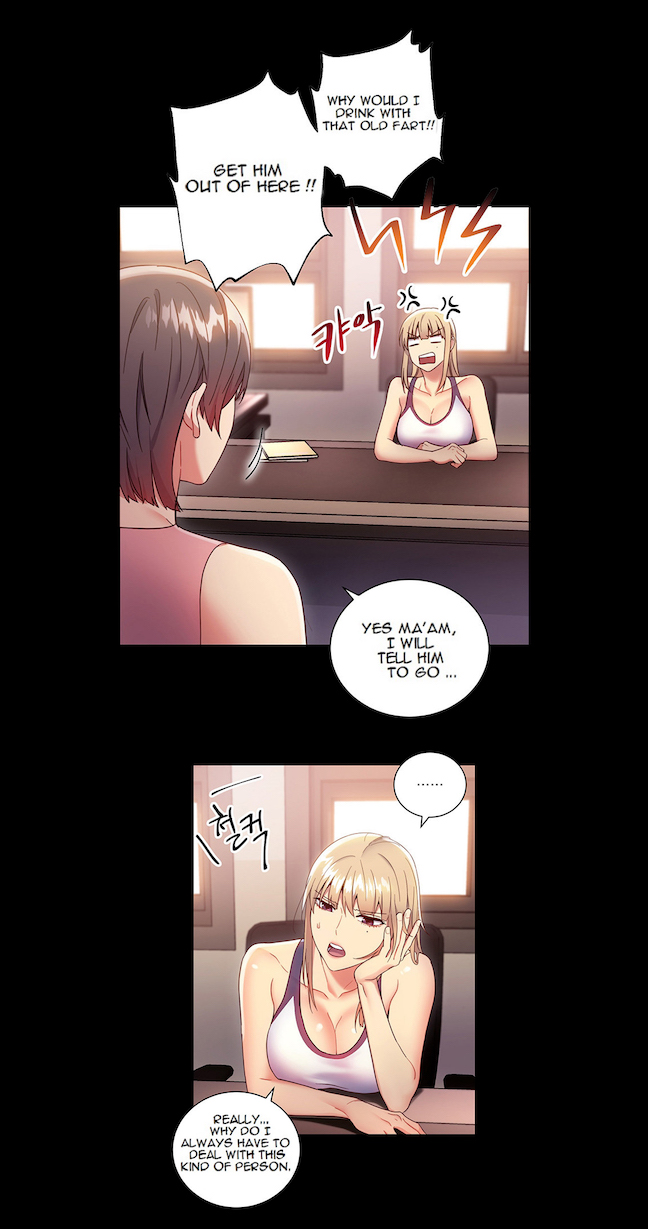 WHY WOULD I
DRINK WITH
THAT OLD FART!!
GET HIM
OUT OF HERE !!
캬악
YES MA'AM,
I WILL
TELL HIM
TO GO ...
......
철컥
REALLY...
WHY DO I
ALWAYS HAVE TO
DEAL WITH THIS
KIND OF PERSON.